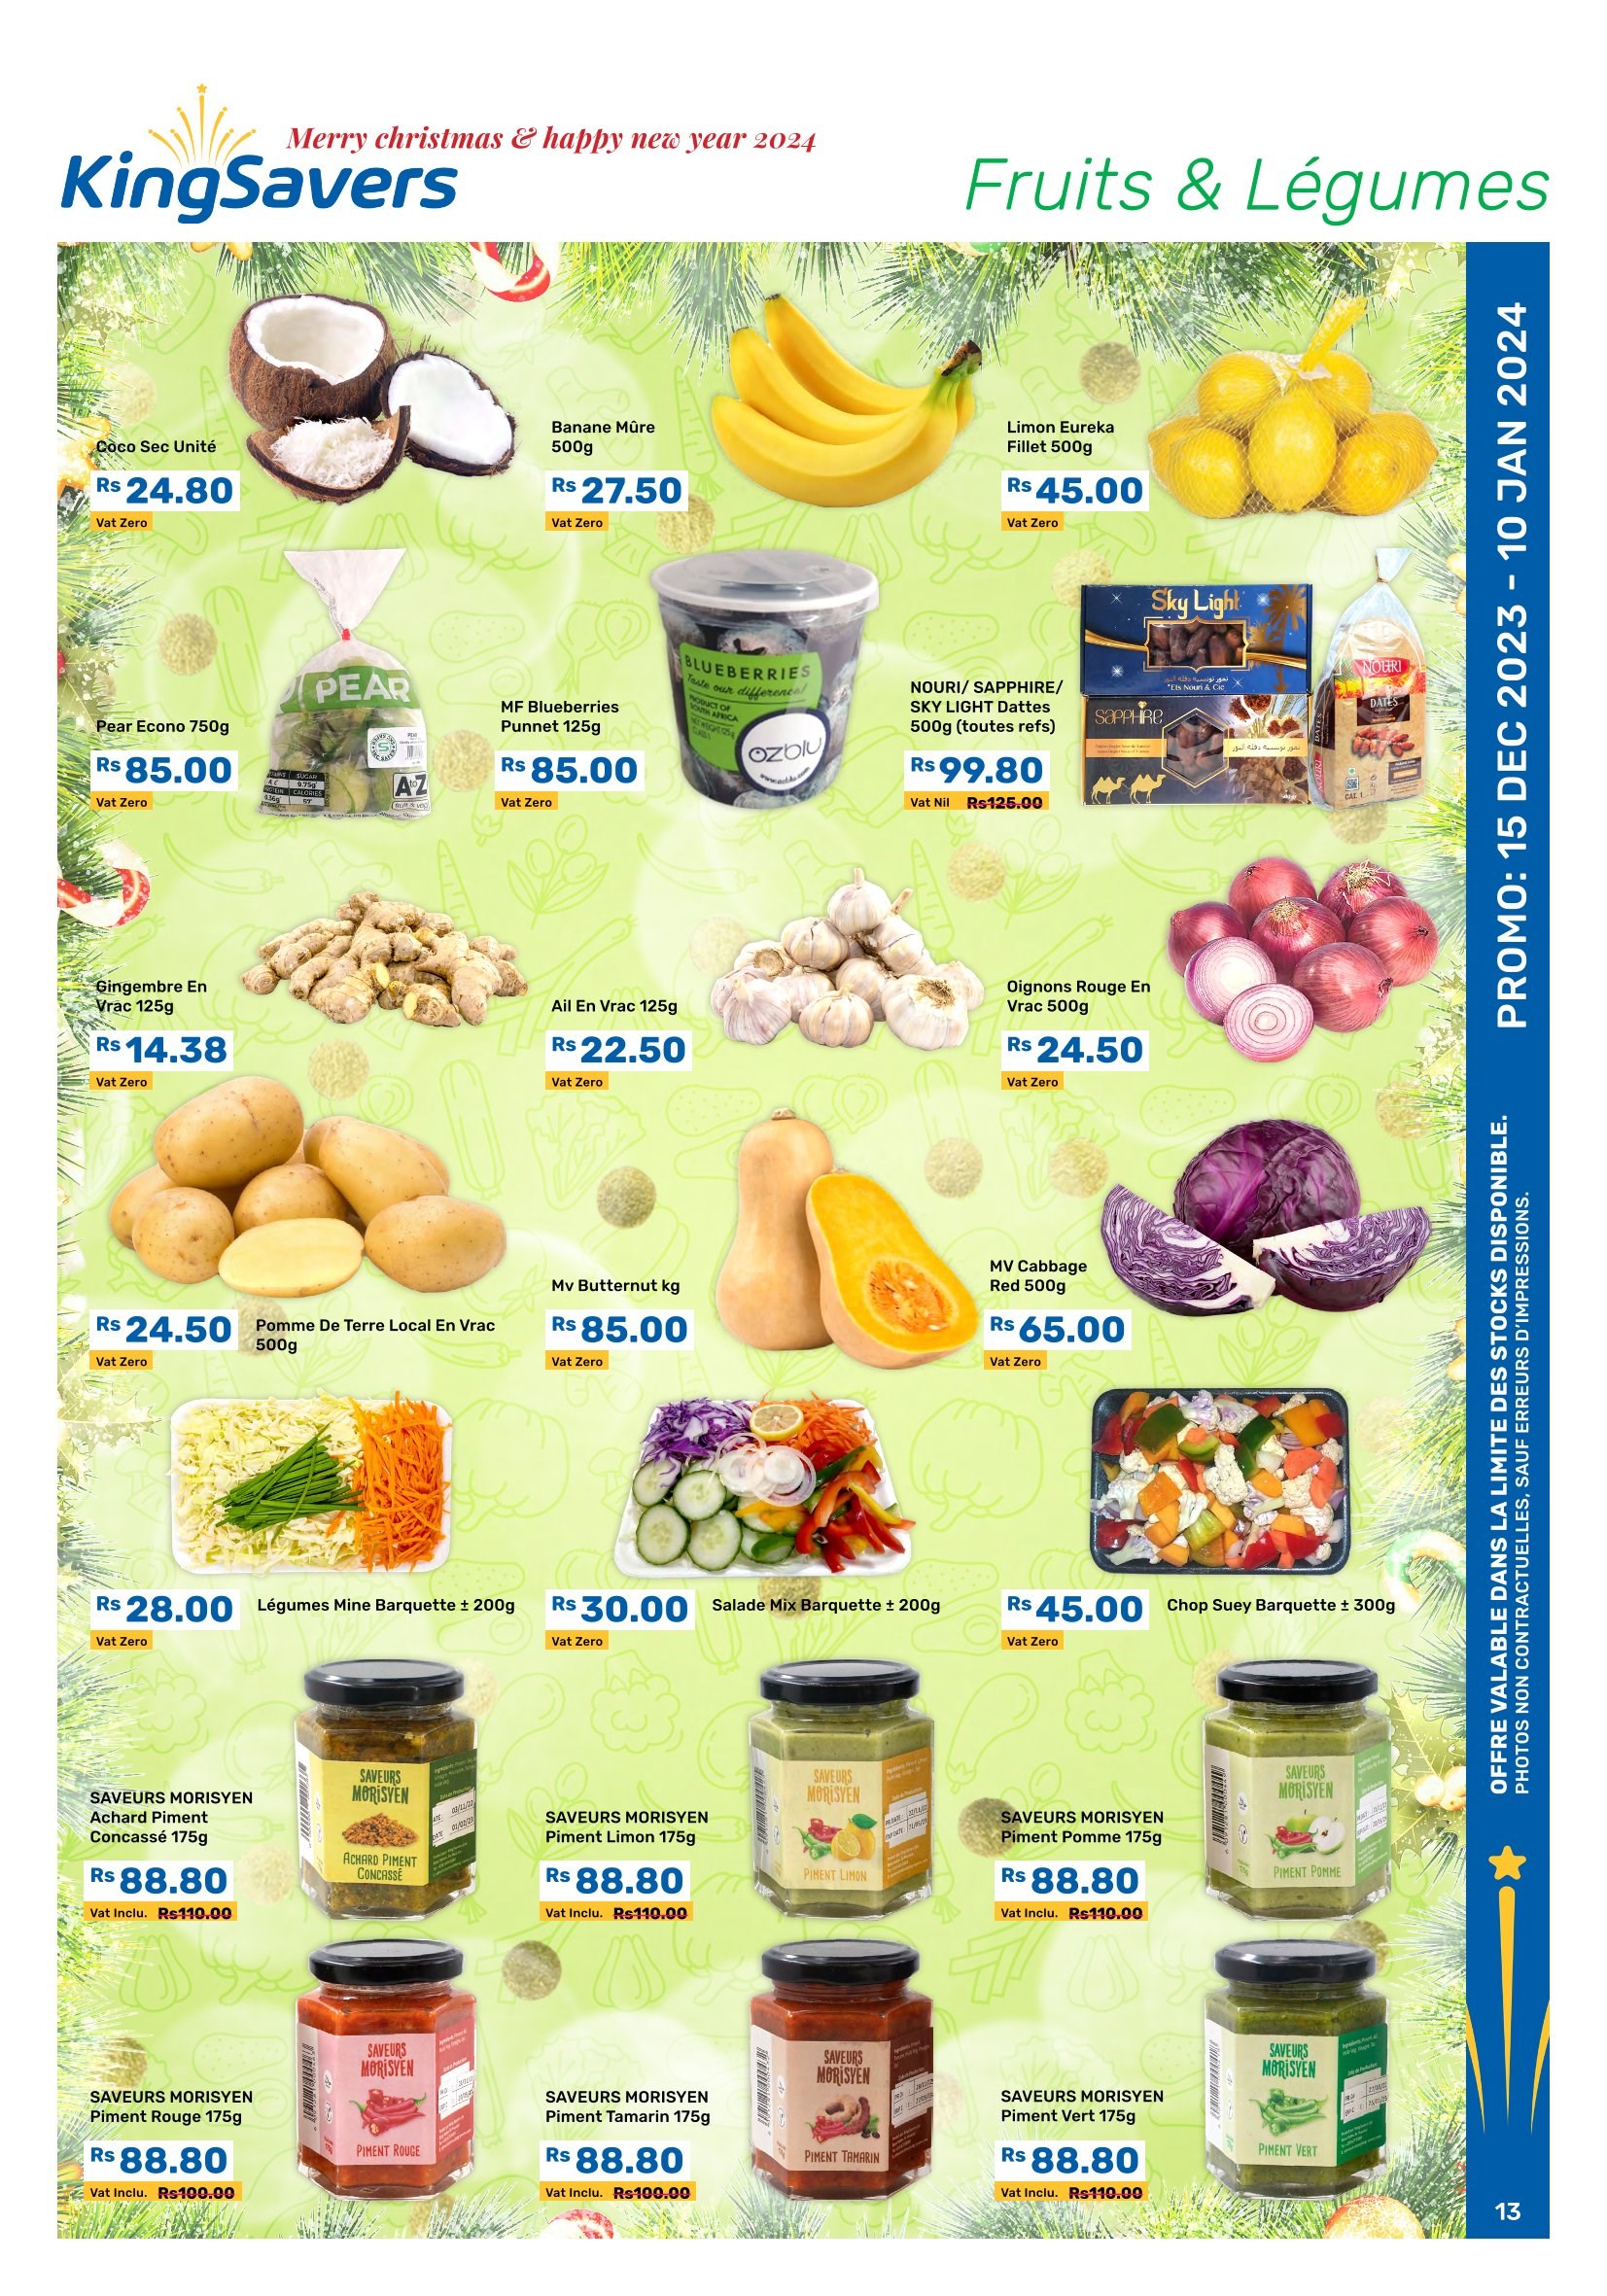 Merry christmas & happy new year 2024
KingSavers
Fruits & Légumes
Coco Sec Unité
Rs 24.80
Vat Zero
Banane Mûre
500g
Rs 27.50
Vat Zero
Limon Eureka
Fillet 500g
Rs 45.00
Vat Zero
Pear Econo 750g
Rs 85.00
Vat Zero
PEAR
SUGAR
9.75g
CALORIES
57
A to Z
MF Blueberries
Punnet 125g
Rs 85.00
Vat Zero
BLUEBERRIES
Taste our difference!
PRODUCT OF
SOUTH AFRICA
OZblu
NOURI/ SAPPHIRE/
SKY LIGHT Dattes
500g (toutes refs)
Rs 99.80
Vat Nil Rs125.00
Sky Light
"Ets Nouri & Cie
SAPPHIRE
NOURI
DATES
Gingembre En
Vrac 125g
Rs 14.38
Vat Zero
Ail En Vrac 125g
Rs 22.50
Vat Zero
Oignons Rouge En
Vrac 500g
Rs 24.50
Vat Zero
Rs 24.50
Pomme De Terre Local En Vrac
500g
Vat Zero
Mv Butternut kg
Rs 85.00
Vat Zero
MV Cabbage
Red 500g
Rs 65.00
Vat Zero
Rs 28.00
Légumes Mine Barquette ± 200g
Vat Zero
Rs 30.00
Salade Mix Barquette ± 200g
Vat Zero
Rs 45.00
Chop Suey Barquette ± 300g
Vat Zero
SAVEURS MORISYEN
Achard Piment
Concassé 175g
Rs 88.80
Vat Inclu. Rs110.00
SAVEURS
MORISYEN
ACHARD PIMENT
CONCASSÉ
SAVEURS MORISYEN
Piment Limon 175g
Rs 88.80
Vat Inclu. Rs110.00
SAVEURS
MORISYEN
PIMENT LIMON
SAVEURS MORISYEN
Piment Pomme 175g
Rs 88.80
Vat Inclu. Rs110.00
SAVEURS
MORISYEN
PIMENT POMME
SAVEURS MORISYEN
Piment Rouge 175g
Rs 88.80
Vat Inclu. Rs100.00
SAVEURS
MORISYEN
PIMENT ROUGE
SAVEURS MORISYEN
Piment Tamarin 175g
Rs 88.80
Vat Inclu. Rs100.00
SAVEURS
MORISYEN
PIMENT TAMARIN
SAVEURS MORISYEN
Piment Vert 175g
Rs 88.80
Vat Inclu. Rs110.00
SAVEURS
MORISYEN
PIMENT VERT
PROMO: 15 DEC 2023 - 10 JAN 2024
OFFRE VALABLE DANS LA LIMITE DES STOCKS DISPONIBLE.
PHOTOS NON CONTRACTUELLES, SAUF ERREURS D'IMPRESSIONS.
13